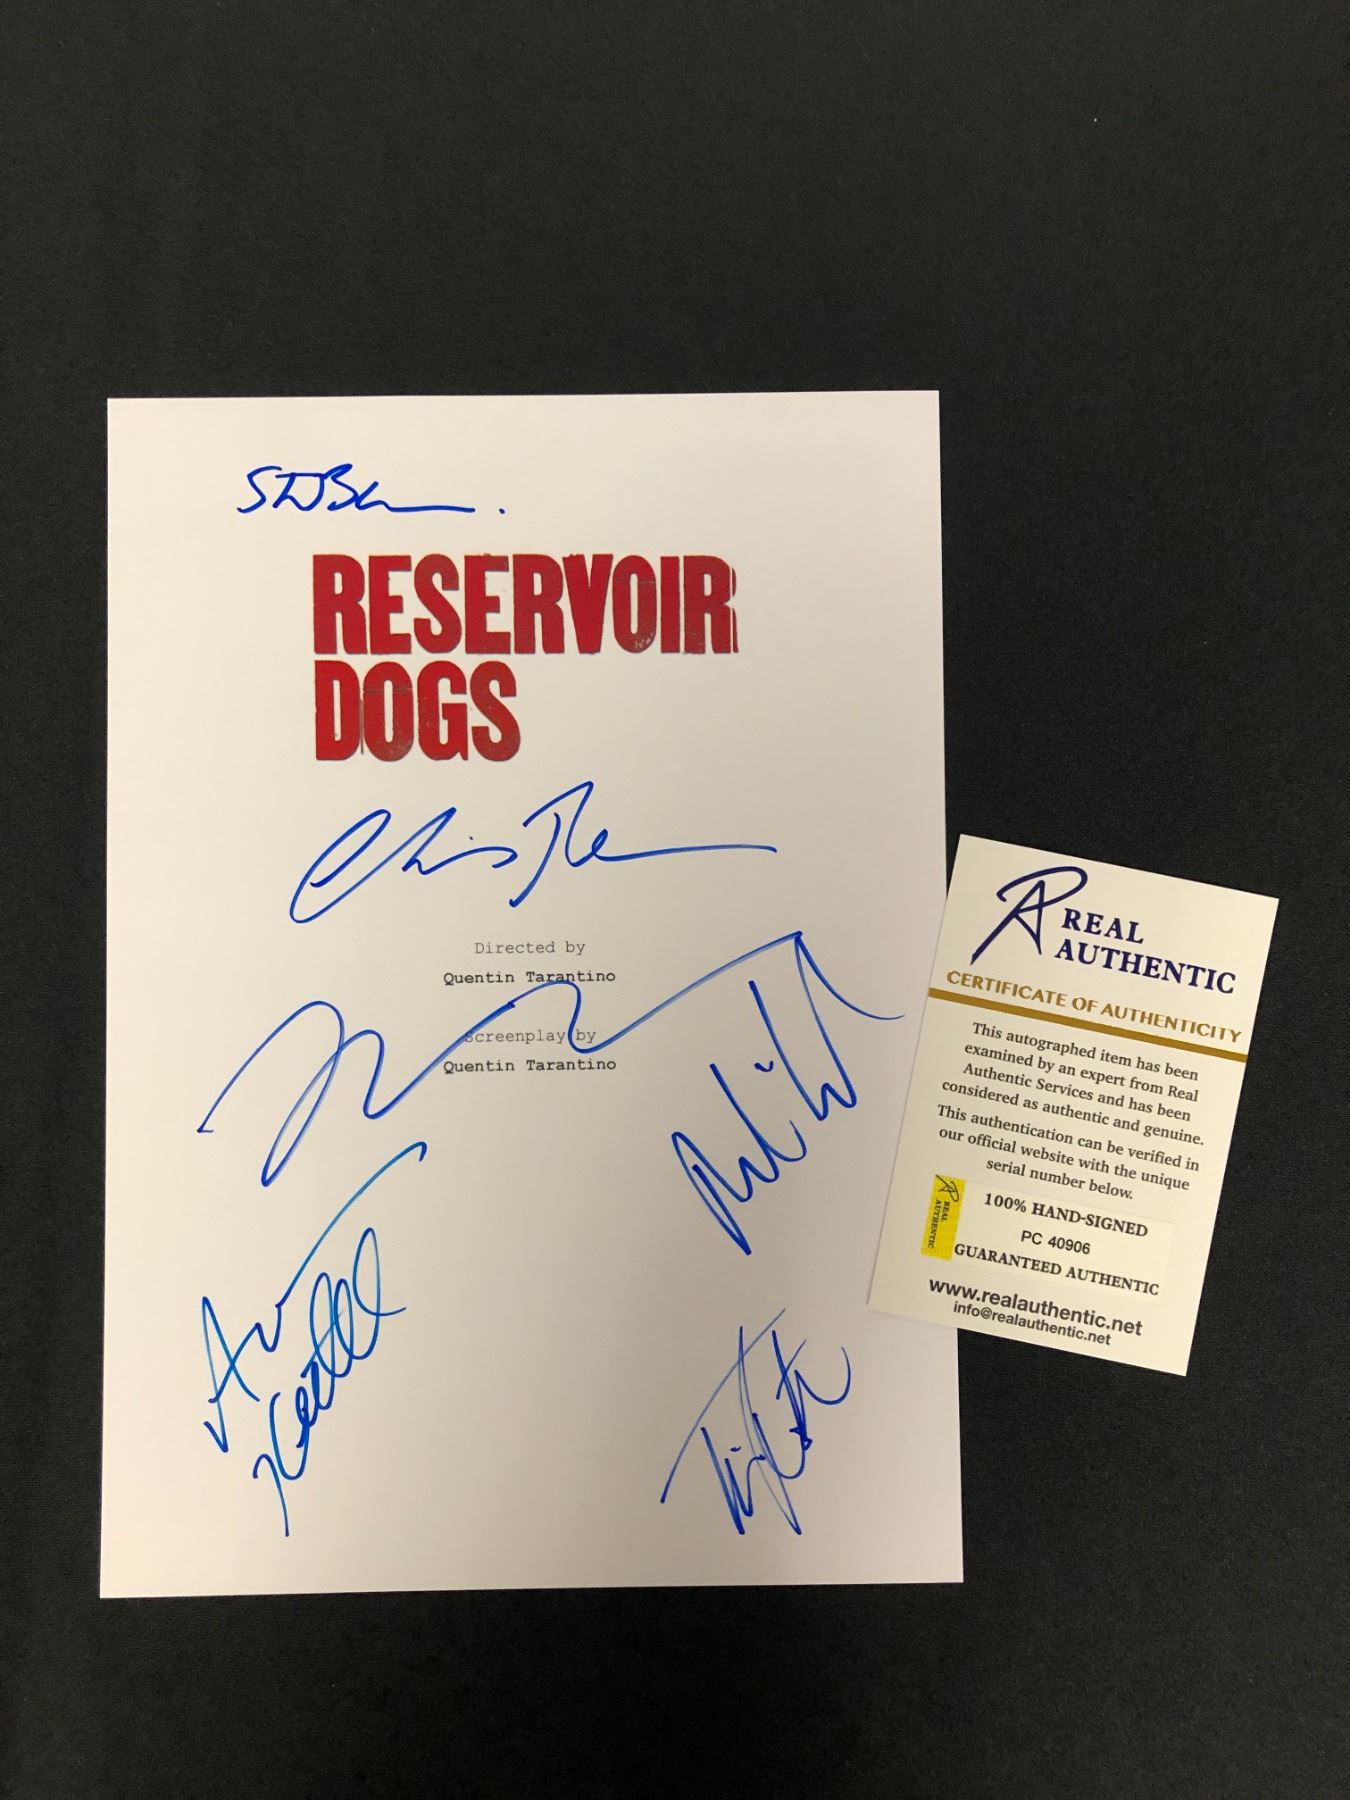 RESERVOIR
DOGS
Chris
Directed by
Quentin Tarantino
Screenplay by
Quentin Tarantino
REAL
AUTHENTIC
CERTIFICATE OF AUTHENTICITY
This autographed item has been
examined by an expert from Real
Authentic Services and has been
considered as authentic and genuine.
This authentication can be verified in
our official website with the unique
serial number below.
REAL
AUTHENTIC
100% HAND-SIGNED
PC 40906
GUARANTEED AUTHENTIC
www.realauthentic.net
info@realauthentic.net